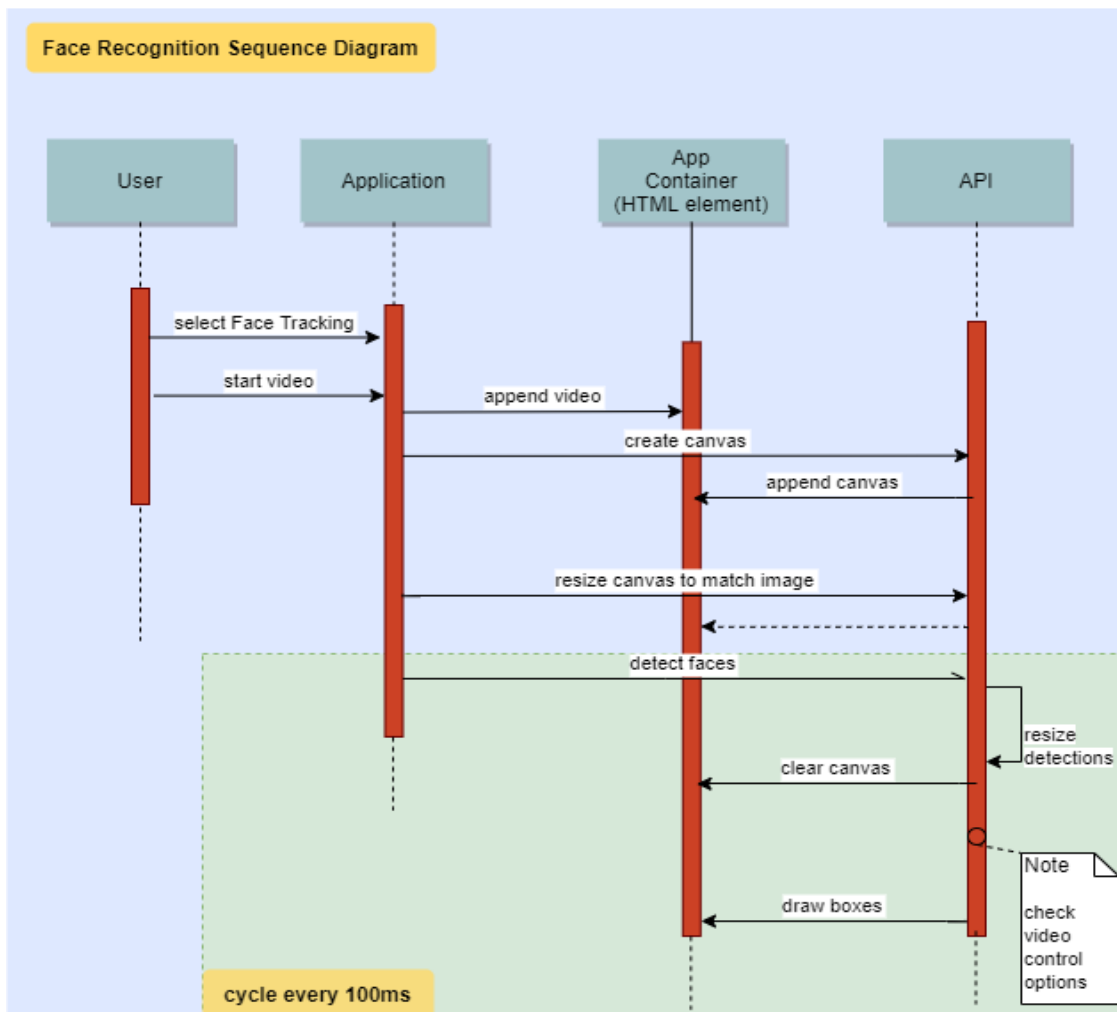 Face Recognition Sequence Diagram
User
Application
App
Container
(HTML element)
API
select Face Tracking
start video
append video
create canvas
append canvas
resize canvas to match image
detect faces
resize
detections
clear canvas
Note
check
video
control
options
draw boxes
cycle every 100ms